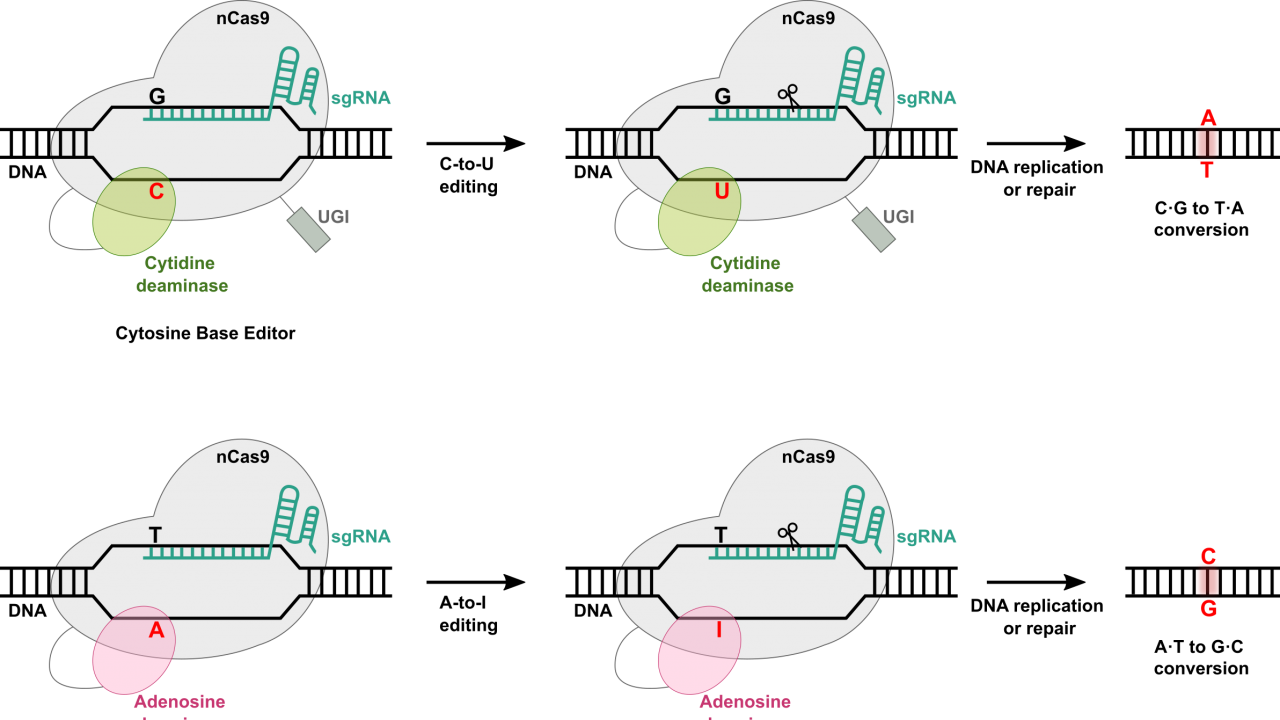 nCas9
G
sgRNA
DNA
C
UGI
Cytidine
deaminase
Cytosine Base Editor
C-to-U
editing
nCas9
G
sgRNA
DNA
U
UGI
Cytidine
deaminase
DNA replication
or repair
A
T
C·G to T·A
conversion
nCas9
T
sgRNA
DNA
A
Adenosine
A-to-I
editing
nCas9
T
sgRNA
DNA
I
Adenosine
DNA replication
or repair
C
G
A·T to G·C
conversion